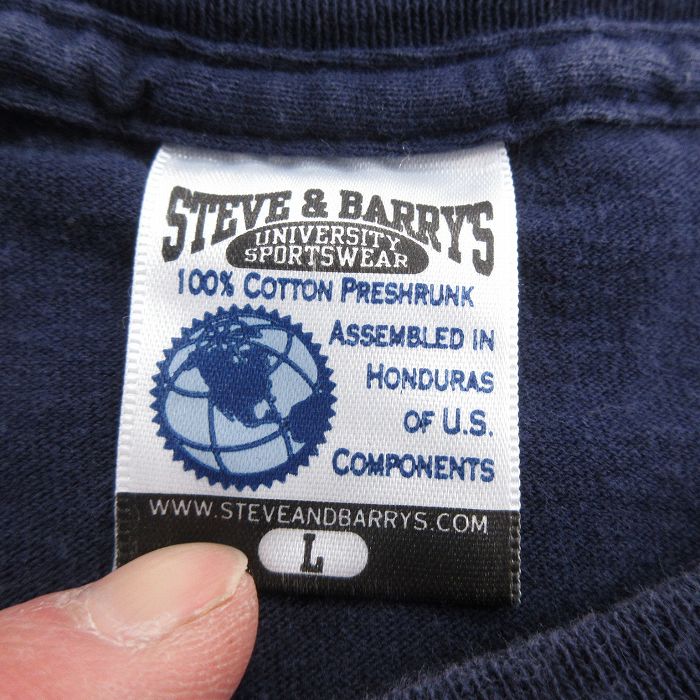 STEVE & BARRY'S
UNIVERSITY
SPORTSWEAR
100% COTTON PRESHRUNK
ASSEMBLED IN
HONDURAS
OF U.S.
COMPONENTS
WWW.STEVEANDBARRYS.COM
L